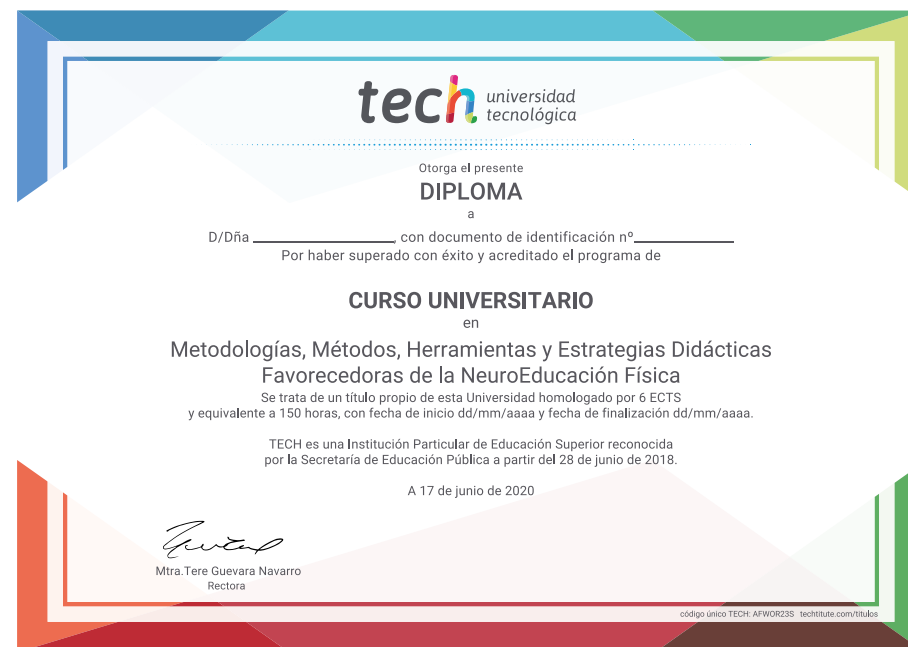 tech universidad
tecnológica
Otorga el presente
DIPLOMA
a
D/Dña ____________, con documento de identificación nº__________
Por haber superado con éxito y acreditado el programa de
CURSO UNIVERSITARIO
en
Metodologías, Métodos, Herramientas y Estrategias Didácticas
Favorecedoras de la NeuroEducación Física
Se trata de un título propio de esta Universidad homologado por 6 ECTS
y equivalente a 150 horas, con fecha de inicio dd/mm/aaaa y fecha de finalización dd/mm/aaaa.
TECH es una Institución Particular de Educación Superior reconocida
por la Secretaría de Educación Pública a partir del 28 de junio de 2018.
A 17 de junio de 2020
Mtra.Tere Guevara Navarro
Rectora
código único TECH: AFWOR23S techtitute.com/titulos